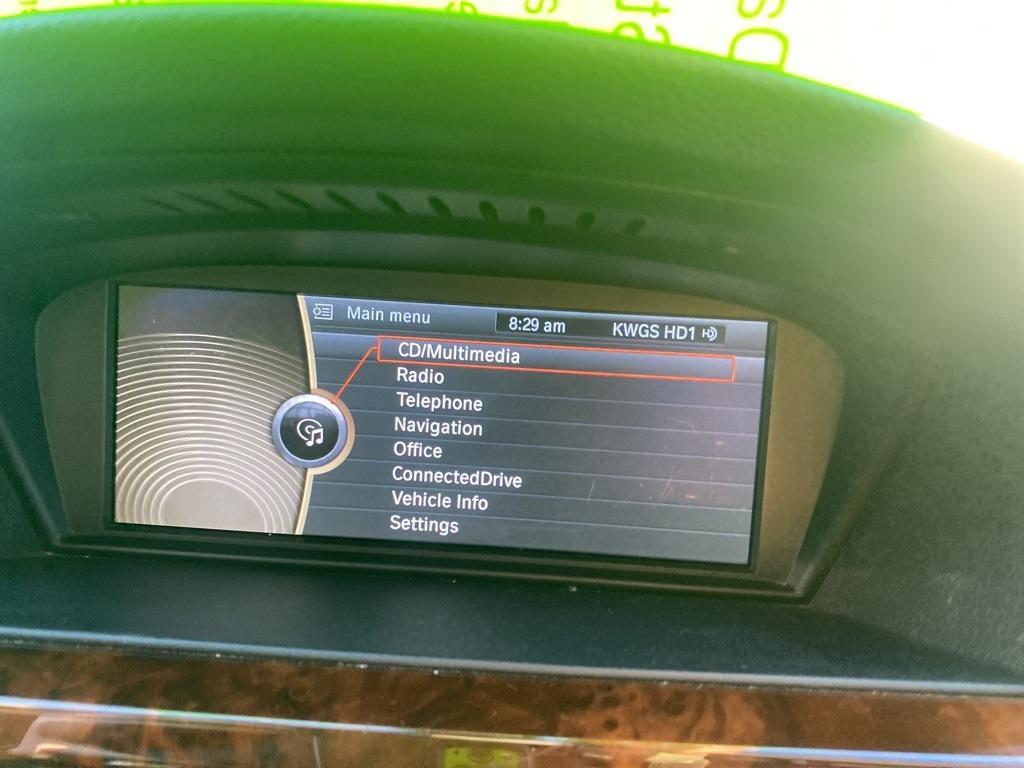 Main menu
8:29 am
KWGS HD1
CD/Multimedia
Radio
Telephone
Navigation
Office
ConnectedDrive
Vehicle Info
Settings